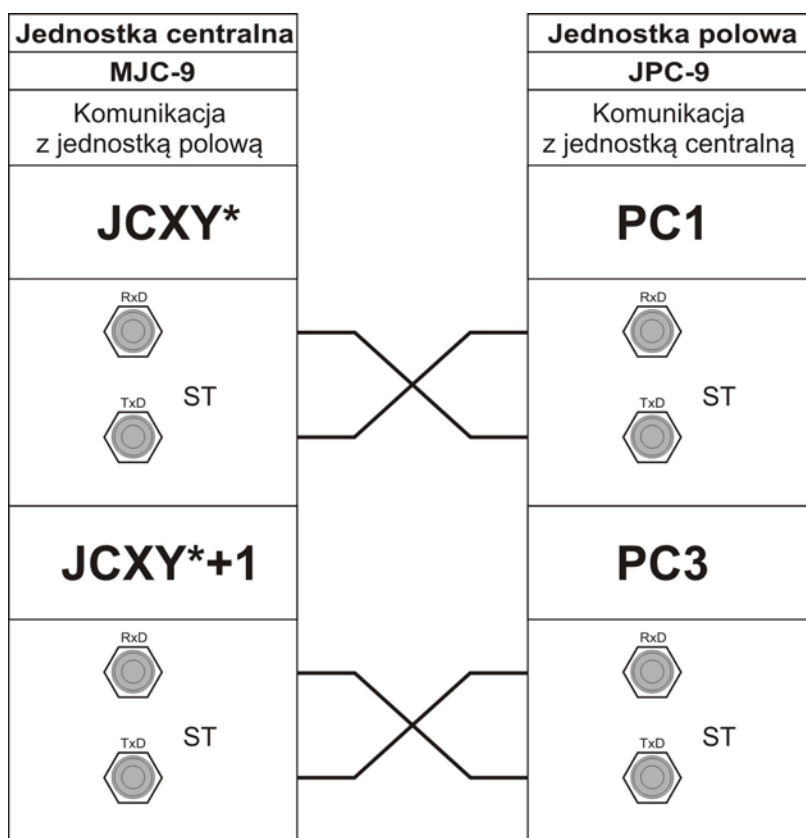 Jednostka centralna
MJC-9
Komunikacja
z jednostką polową
JCXY*
RxD
TxD
ST
JCXY*+1
RxD
TxD
ST
Jednostka polowa
JPC-9
Komunikacja
z jednostką centralną
PC1
RxD
TxD
ST
PC3
RxD
TxD
ST